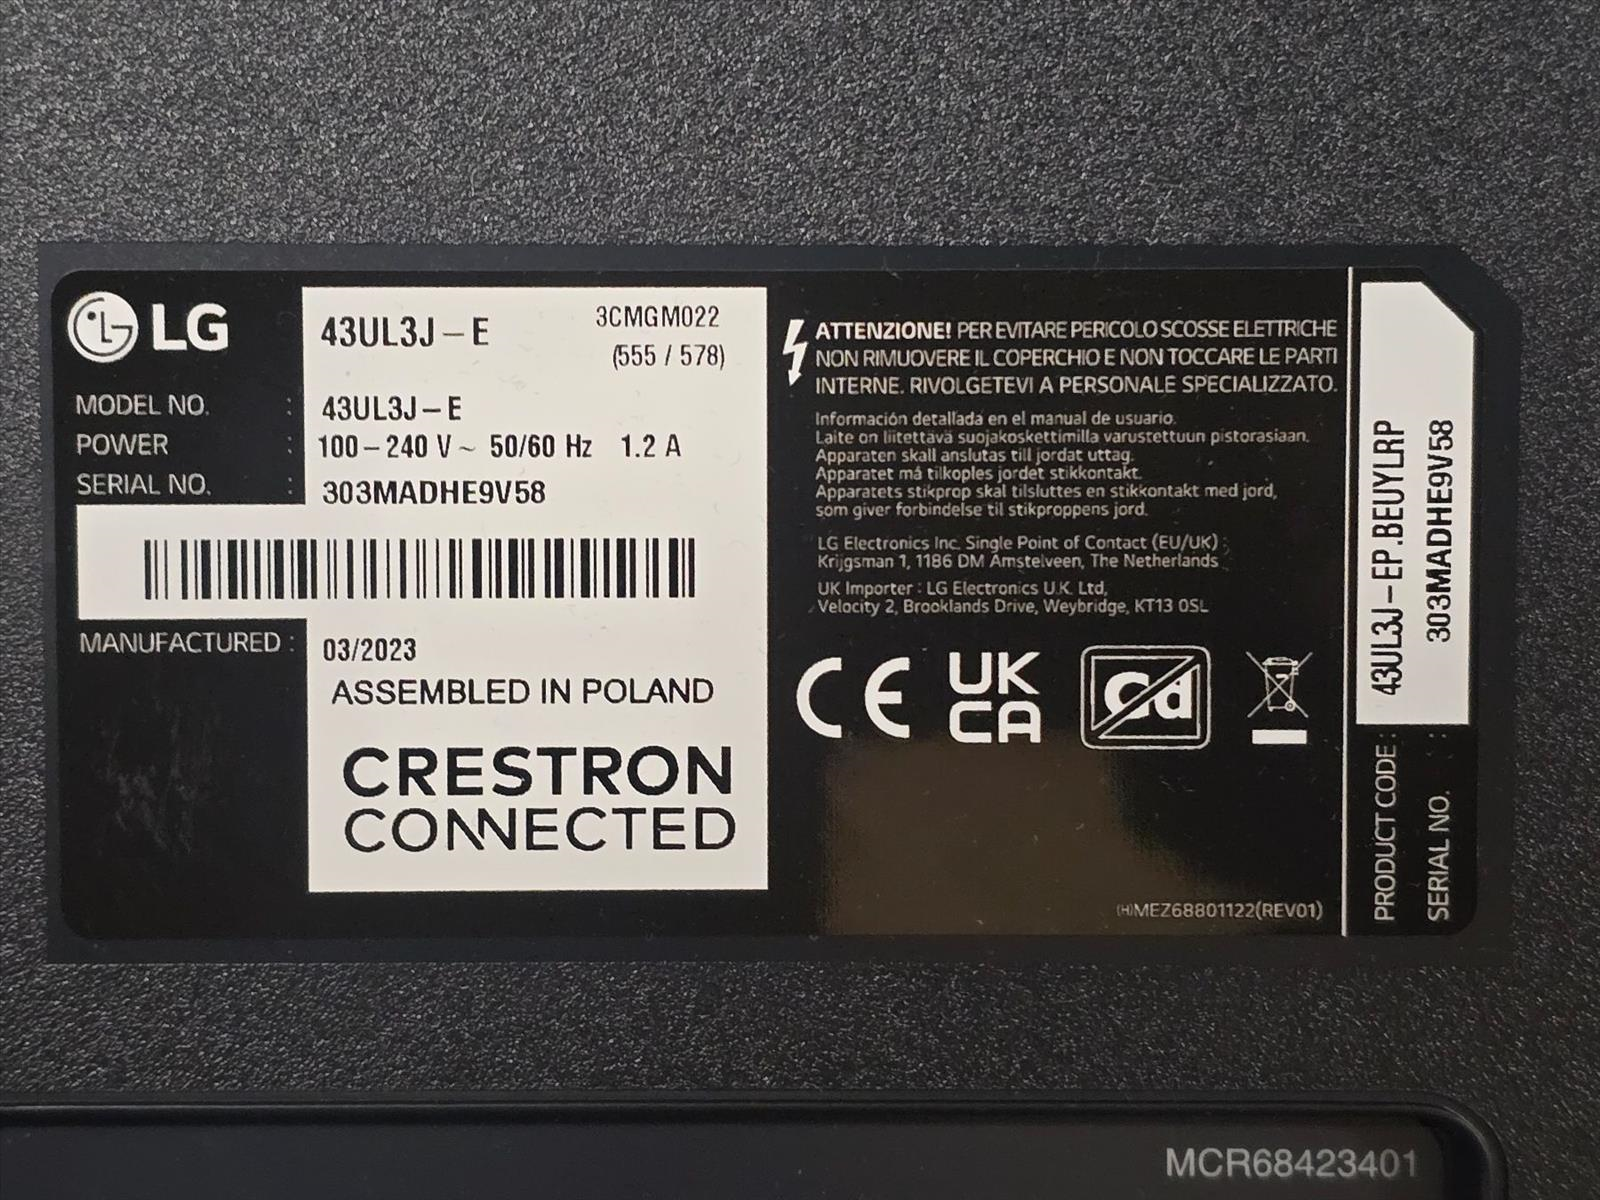 LG
43UL3J-E
3CMGM022
(555 / 578)
MODEL NO. : 43UL3J-E
POWER : 100-240 V ~ 50/60 Hz 1.2 A
SERIAL NO. : 303MADHE9V58
MANUFACTURED : 03/2023
ASSEMBLED IN POLAND
CRESTRON
CONNECTED
ATTENZIONE! PER EVITARE PERICOLO SCOSSE ELETTRICHE
NON RIMUOVERE IL COPERCHIO E NON TOCCARE LE PARTI
INTERNE. RIVOLGETEVI A PERSONALE SPECIALIZZATO.
Información detallada en el manual de usuario.
Laite on liitettävä suojakoskettimilla varustettuun pistorasiaan.
Apparaten skall anslutas till jordat uttag.
Apparatet må tilkoples jordet stikkontakt.
Apparatets stikprop skal tilsluttes en stikkontakt med jord,
som giver forbindelse til stikproppens jord.
LG Electronics Inc. Single Point of Contact (EU/UK) :
Krijgsman 1, 1186 DM Amstelveen, The Netherlands
UK Importer : LG Electronics U.K. Ltd,
Velocity 2, Brooklands Drive, Weybridge, KT13 0SL
CE
UK
CA
Cd
(H)MEZ68801122(REV01)
PRODUCT CODE : 43UL3J-EP.BEUYLRP
SERIAL NO. : 303MADHE9V58
MCR68423401